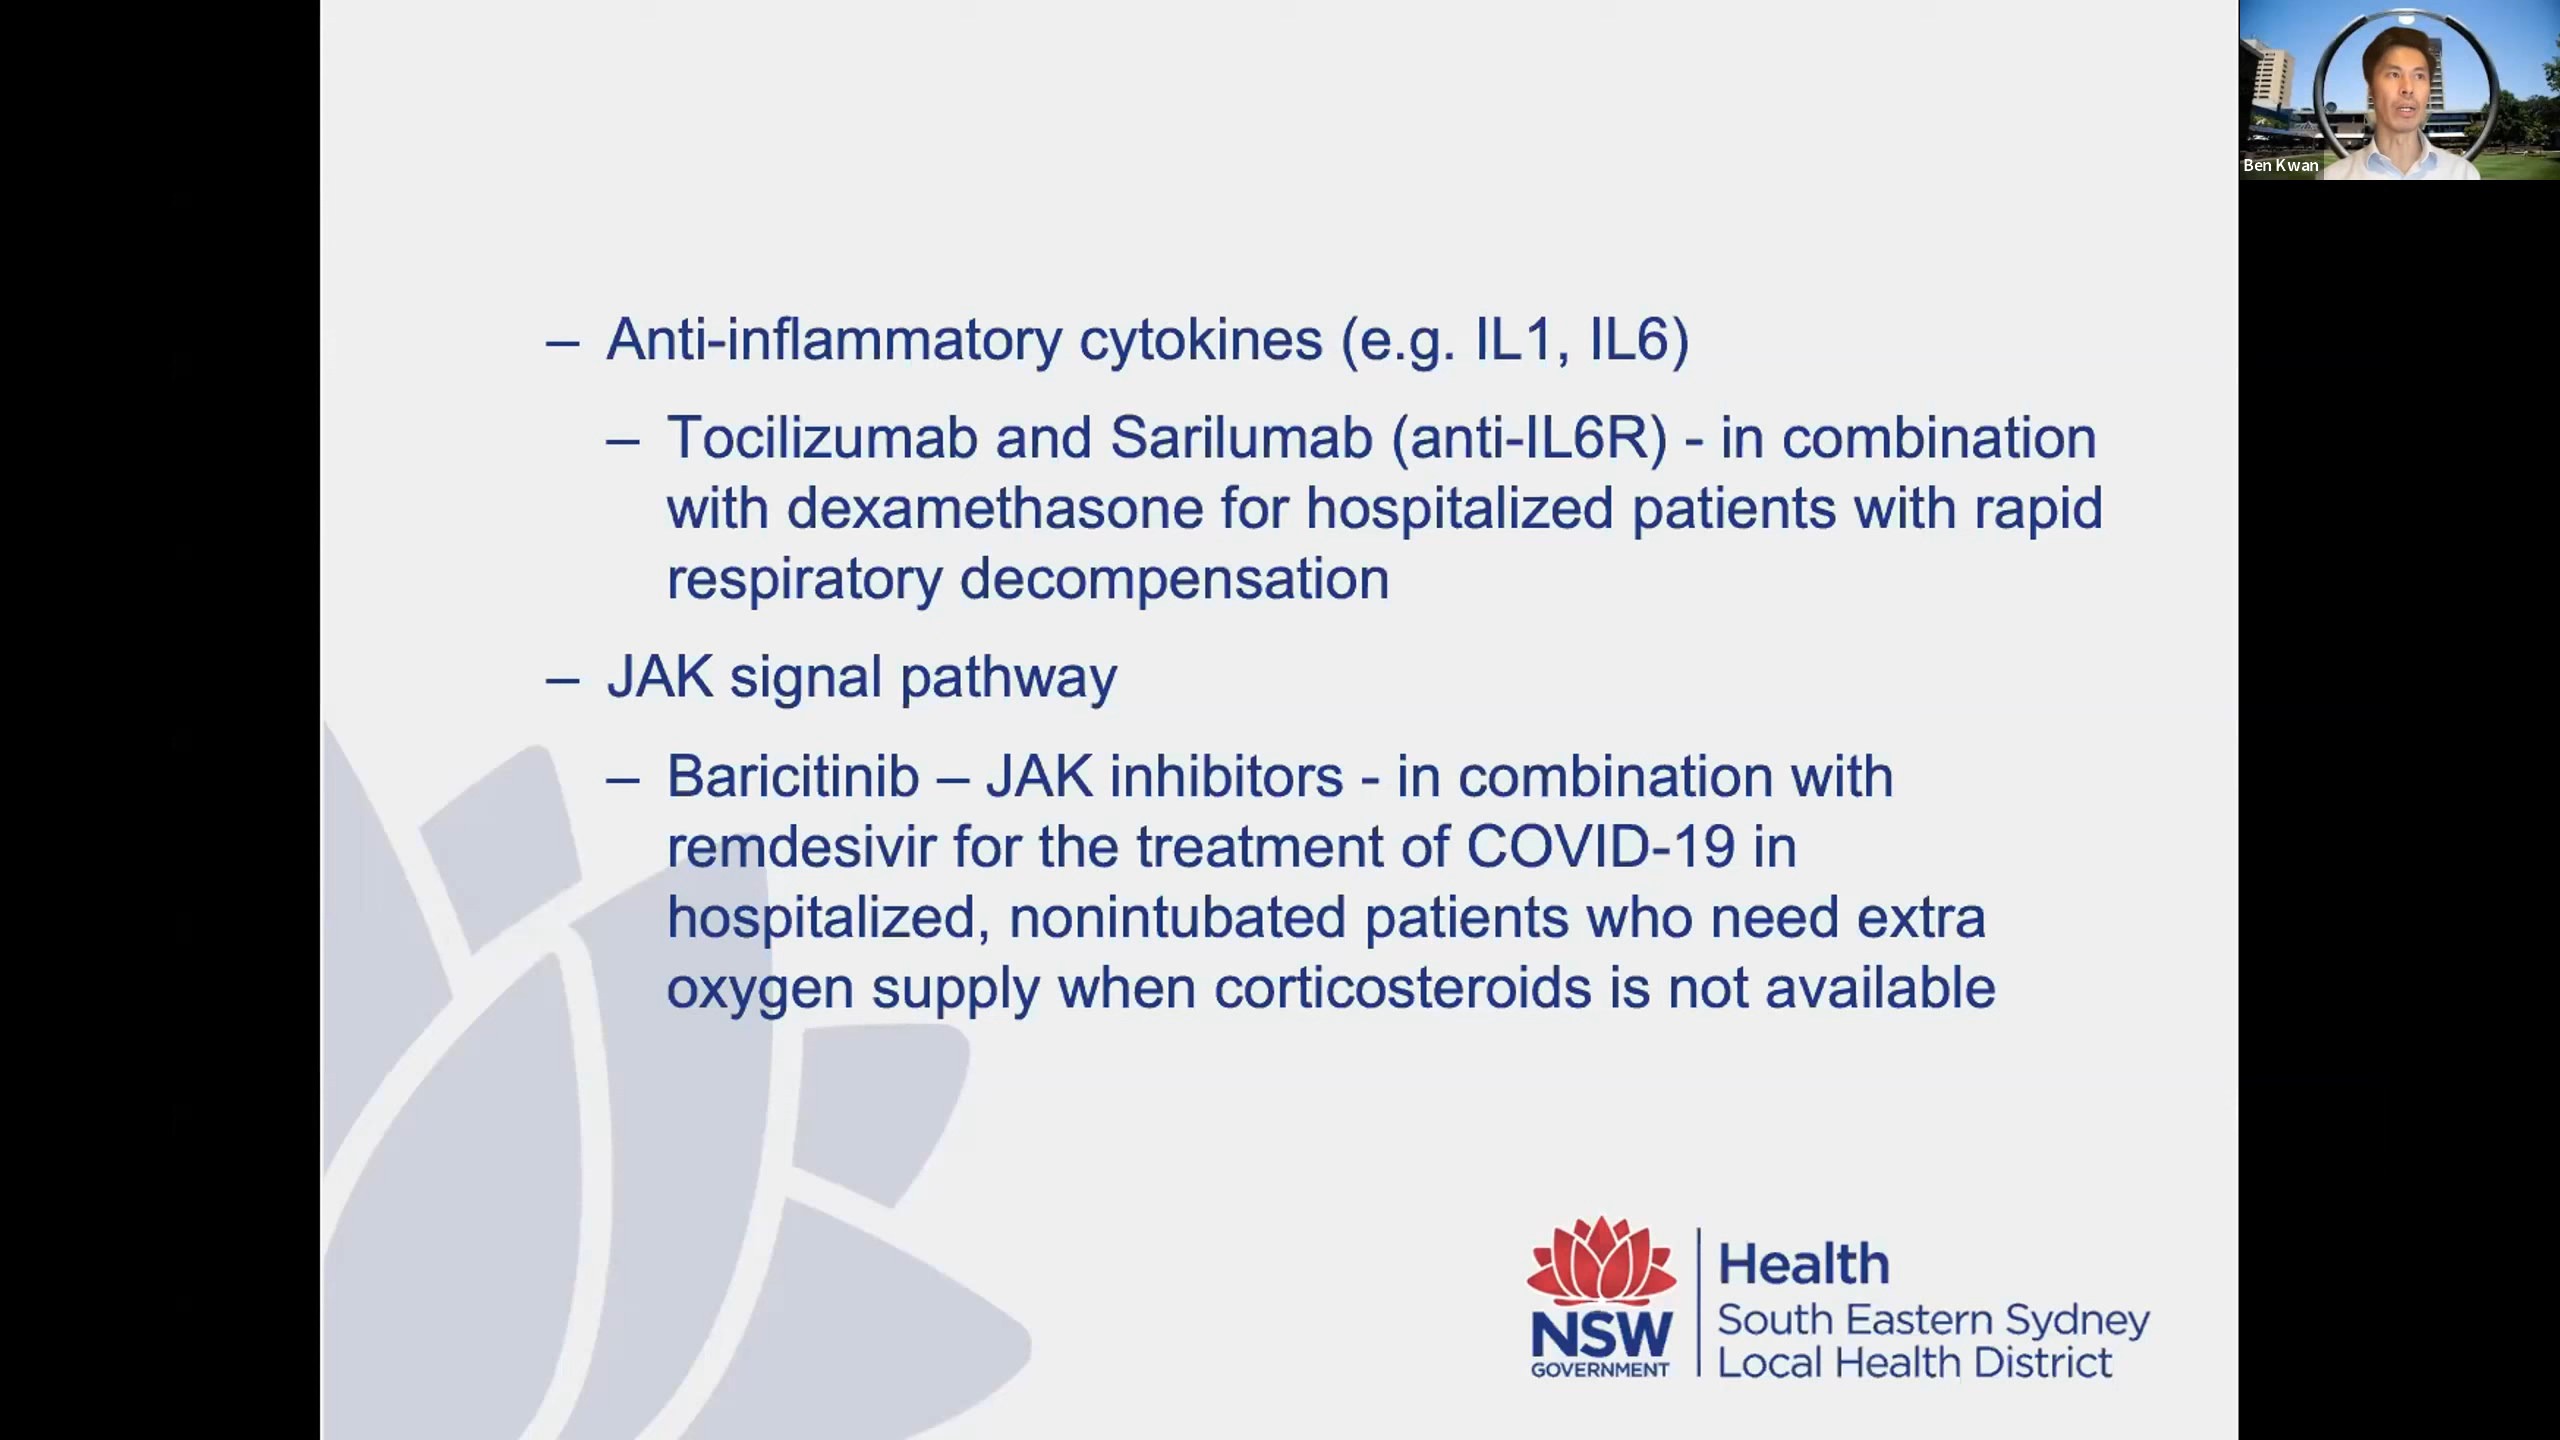 – Anti-inflammatory cytokines (e.g. IL1, IL6)
– Tocilizumab and Sarilumab (anti-IL6R) - in combination
with dexamethasone for hospitalized patients with rapid
respiratory decompensation
– JAK signal pathway
– Baricitinib – JAK inhibitors - in combination with
remdesivir for the treatment of COVID-19 in
hospitalized, nonintubated patients who need extra
oxygen supply when corticosteroids is not available
NSW
GOVERNMENT
Health
South Eastern Sydney
Local Health District
Ben Kwan